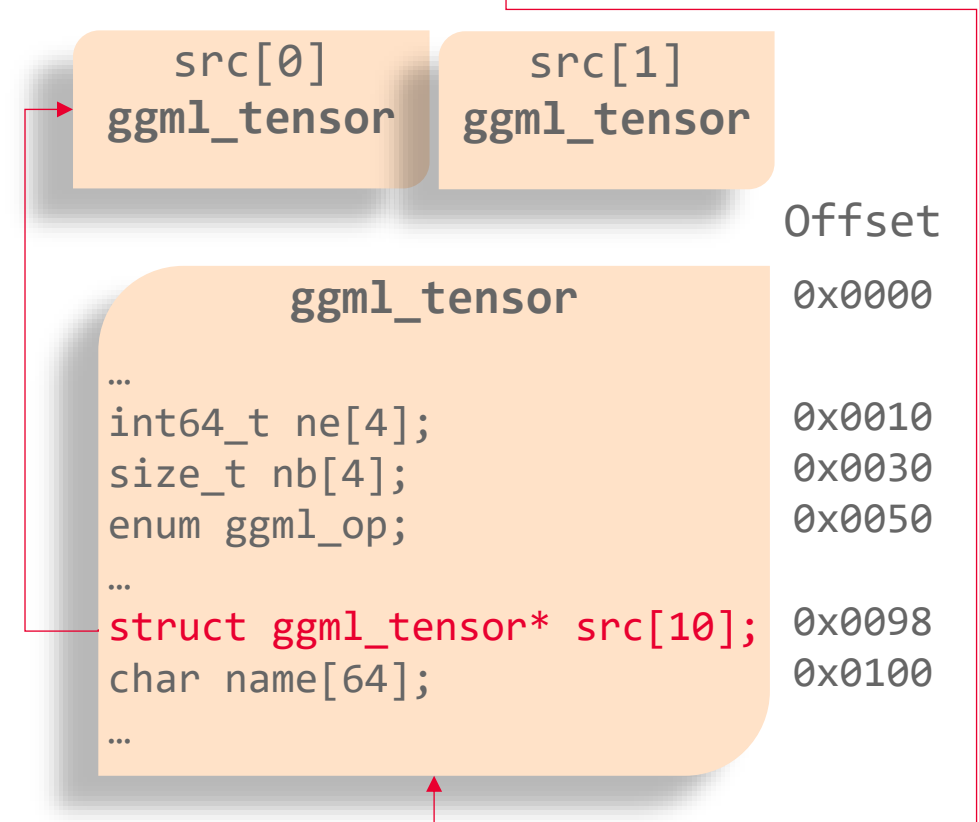 src[0]
ggml_tensor
src[1]
ggml_tensor
Offset
ggml_tensor 0x0000
…
int64_t ne[4]; 0x0010
size_t nb[4]; 0x0030
enum ggml_op; 0x0050
…
struct ggml_tensor* src[10]; 0x0098
char name[64]; 0x0100
…